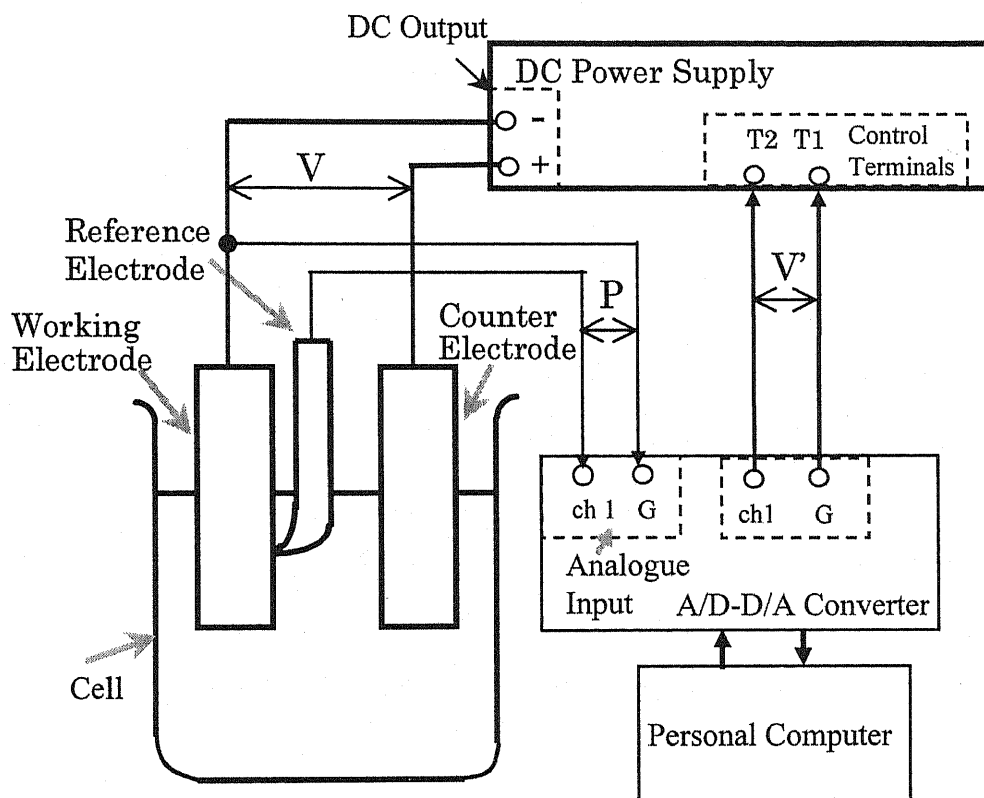 DC Output
DC Power Supply
-
+
T2 T1
Control
Terminals
V
Reference
Electrode
P
V'
Working
Electrode
Counter
Electrode
ch 1 G
ch1 G
Analogue
Input
A/D-D/A Converter
Cell
Personal Computer